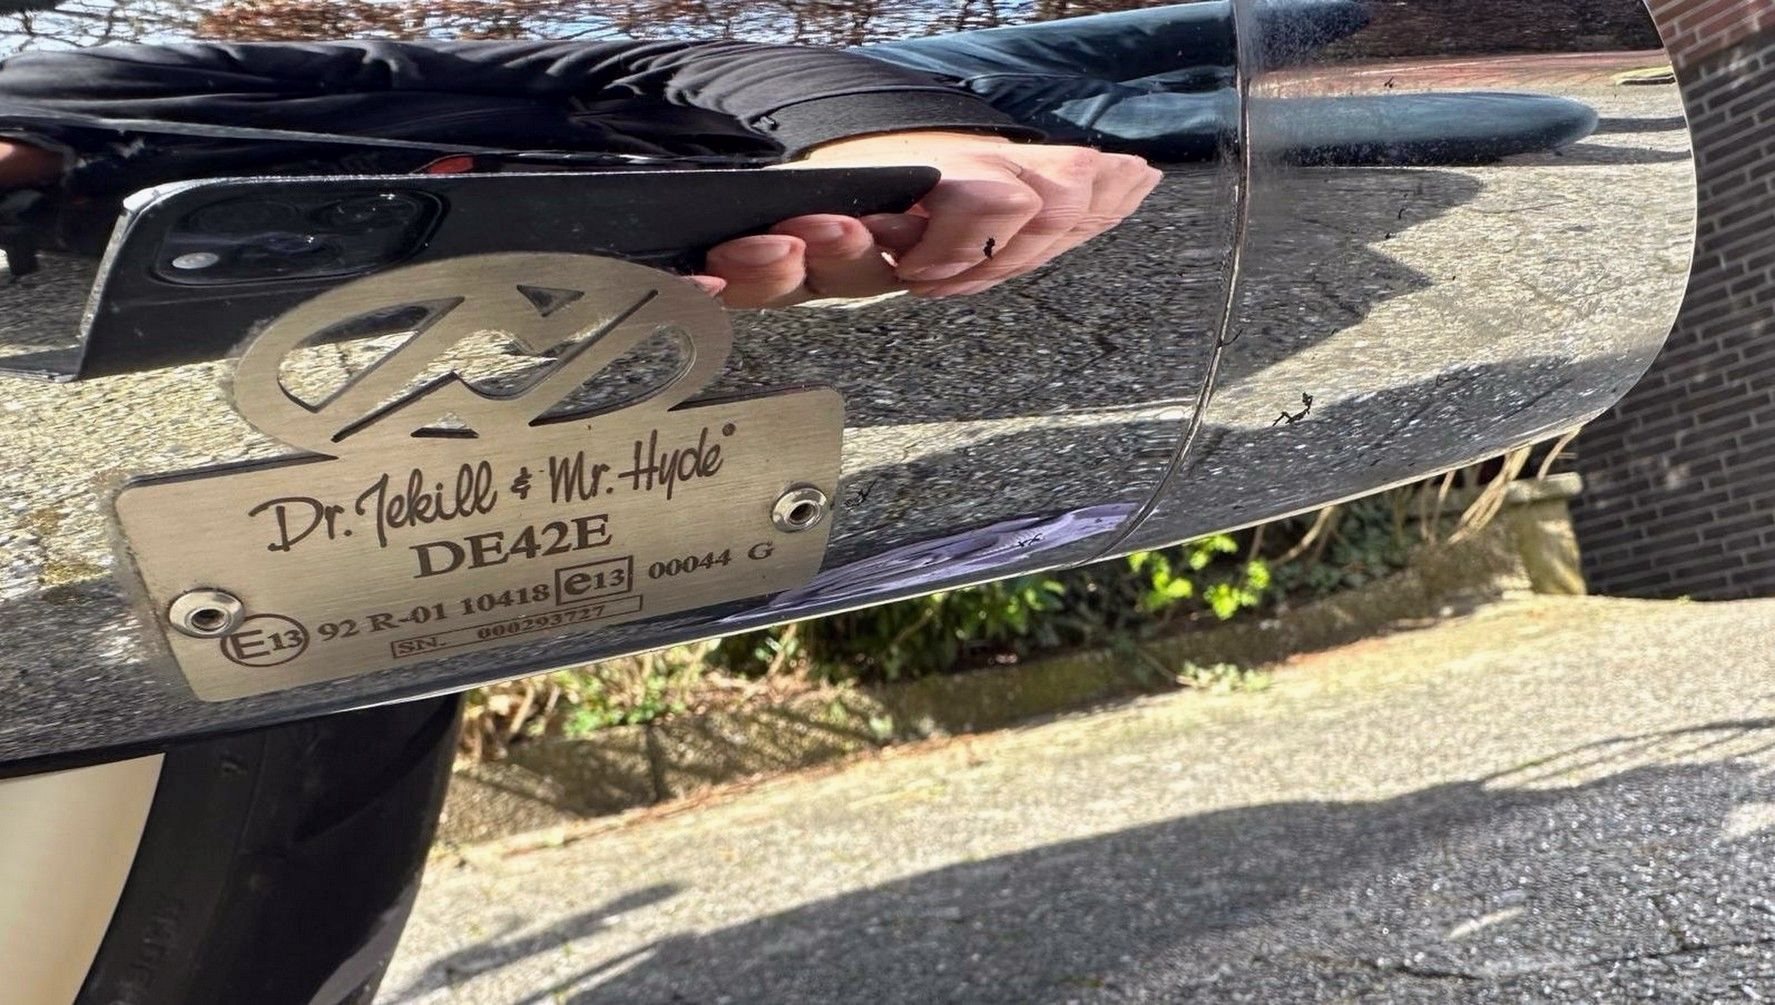 Dr. Jekill & Mr. Hyde®
DE42E
E13 92 R-01 10418 e13 00044 G
SN. 000293727